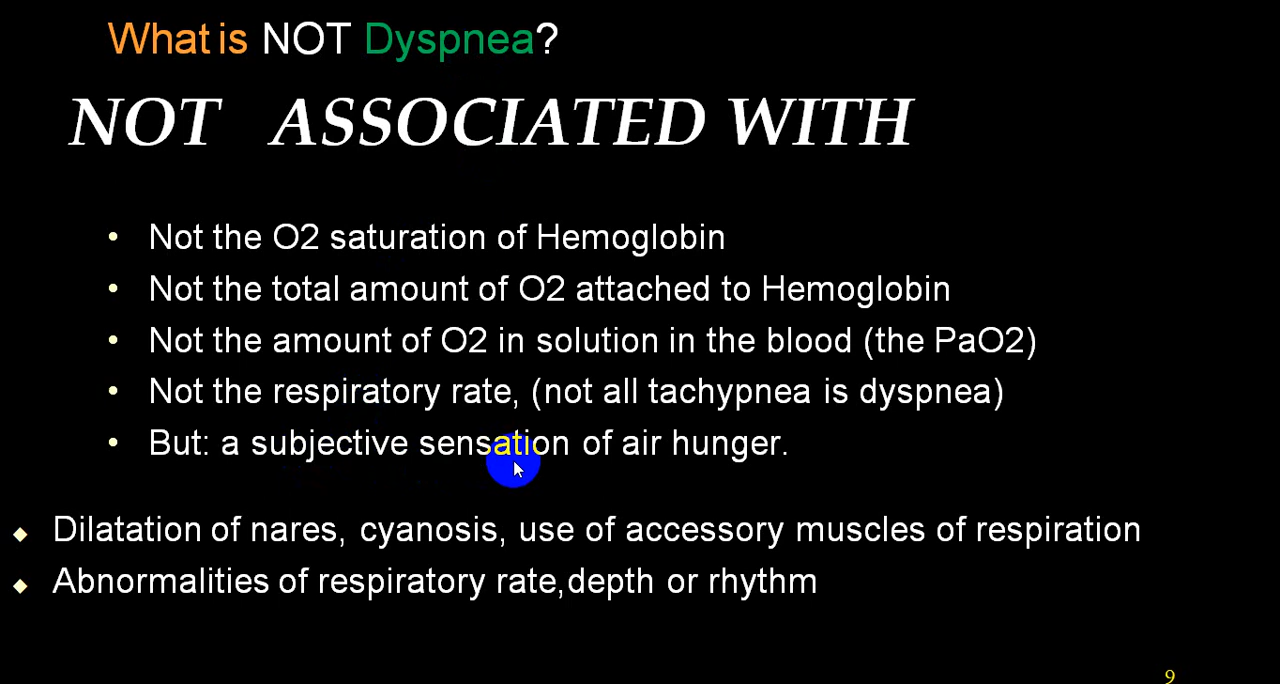 What is NOT Dyspnea?
NOT ASSOCIATED WITH
• Not the O2 saturation of Hemoglobin
• Not the total amount of O2 attached to Hemoglobin
• Not the amount of O2 in solution in the blood (the PaO2)
• Not the respiratory rate, (not all tachypnea is dyspnea)
• But: a subjective sensation of air hunger.
◆ Dilatation of nares, cyanosis, use of accessory muscles of respiration
◆ Abnormalities of respiratory rate,depth or rhythm
9